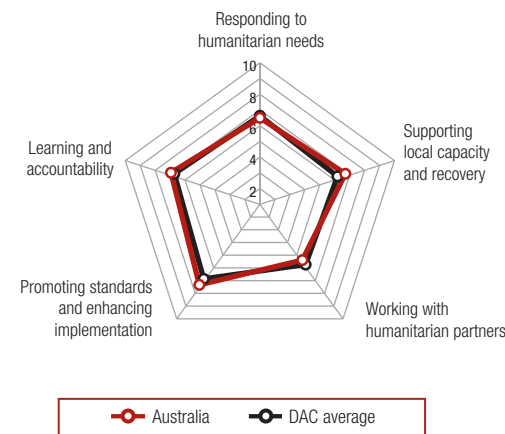 Responding to
humanitarian needs
10
8
6
4
2
Supporting
local capacity
and recovery
Learning and
accountability
Promoting standards
and enhancing
implementation
Working with
humanitarian partners
Australia
DAC average